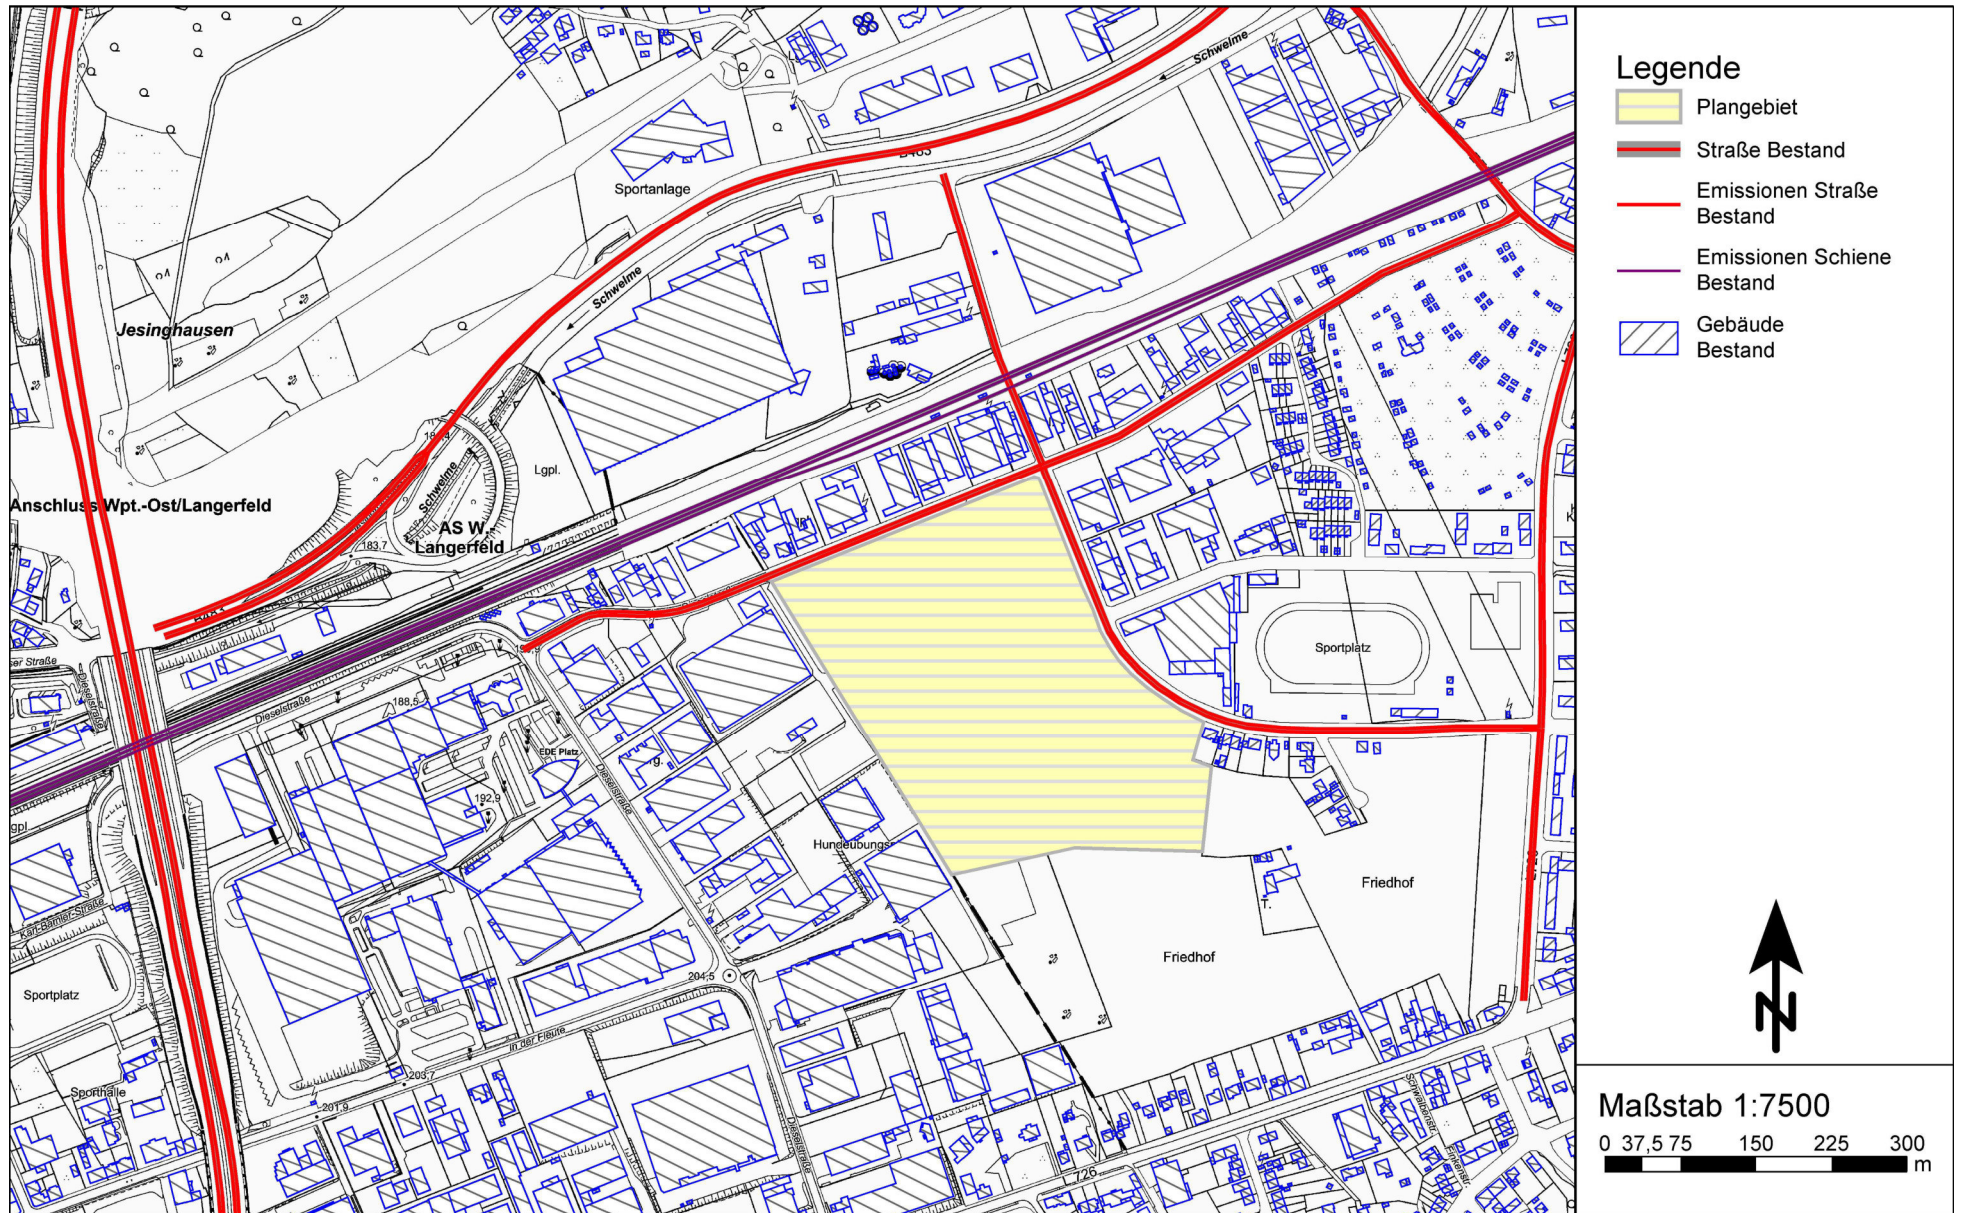 Schwelme
Sportanlage
Schwelme
Jesinghausen
Lgpl.
Anschluss Wpt.-Ost/Langerfeld
Schwelme
AS W.-
Langerfeld
183,7
Sportplatz
Dieselstraße
Dieselstraße
188,5
EDE Platz
192,9
Dieselstraße
Hundeübungs
Friedhof
Friedhof
Karl-Bamler-Straße
Sportplatz
204,5
In der Fleute
203,7
201,9
Sporthalle
Dieselstraße
Schwalbenstr.
Finkenstr.
726
Legende
Plangebiet
Straße Bestand
Emissionen Straße
Bestand
Emissionen Schiene
Bestand
Gebäude
Bestand
N
Maßstab 1:7500
0 37,5 75 150 225 300
m